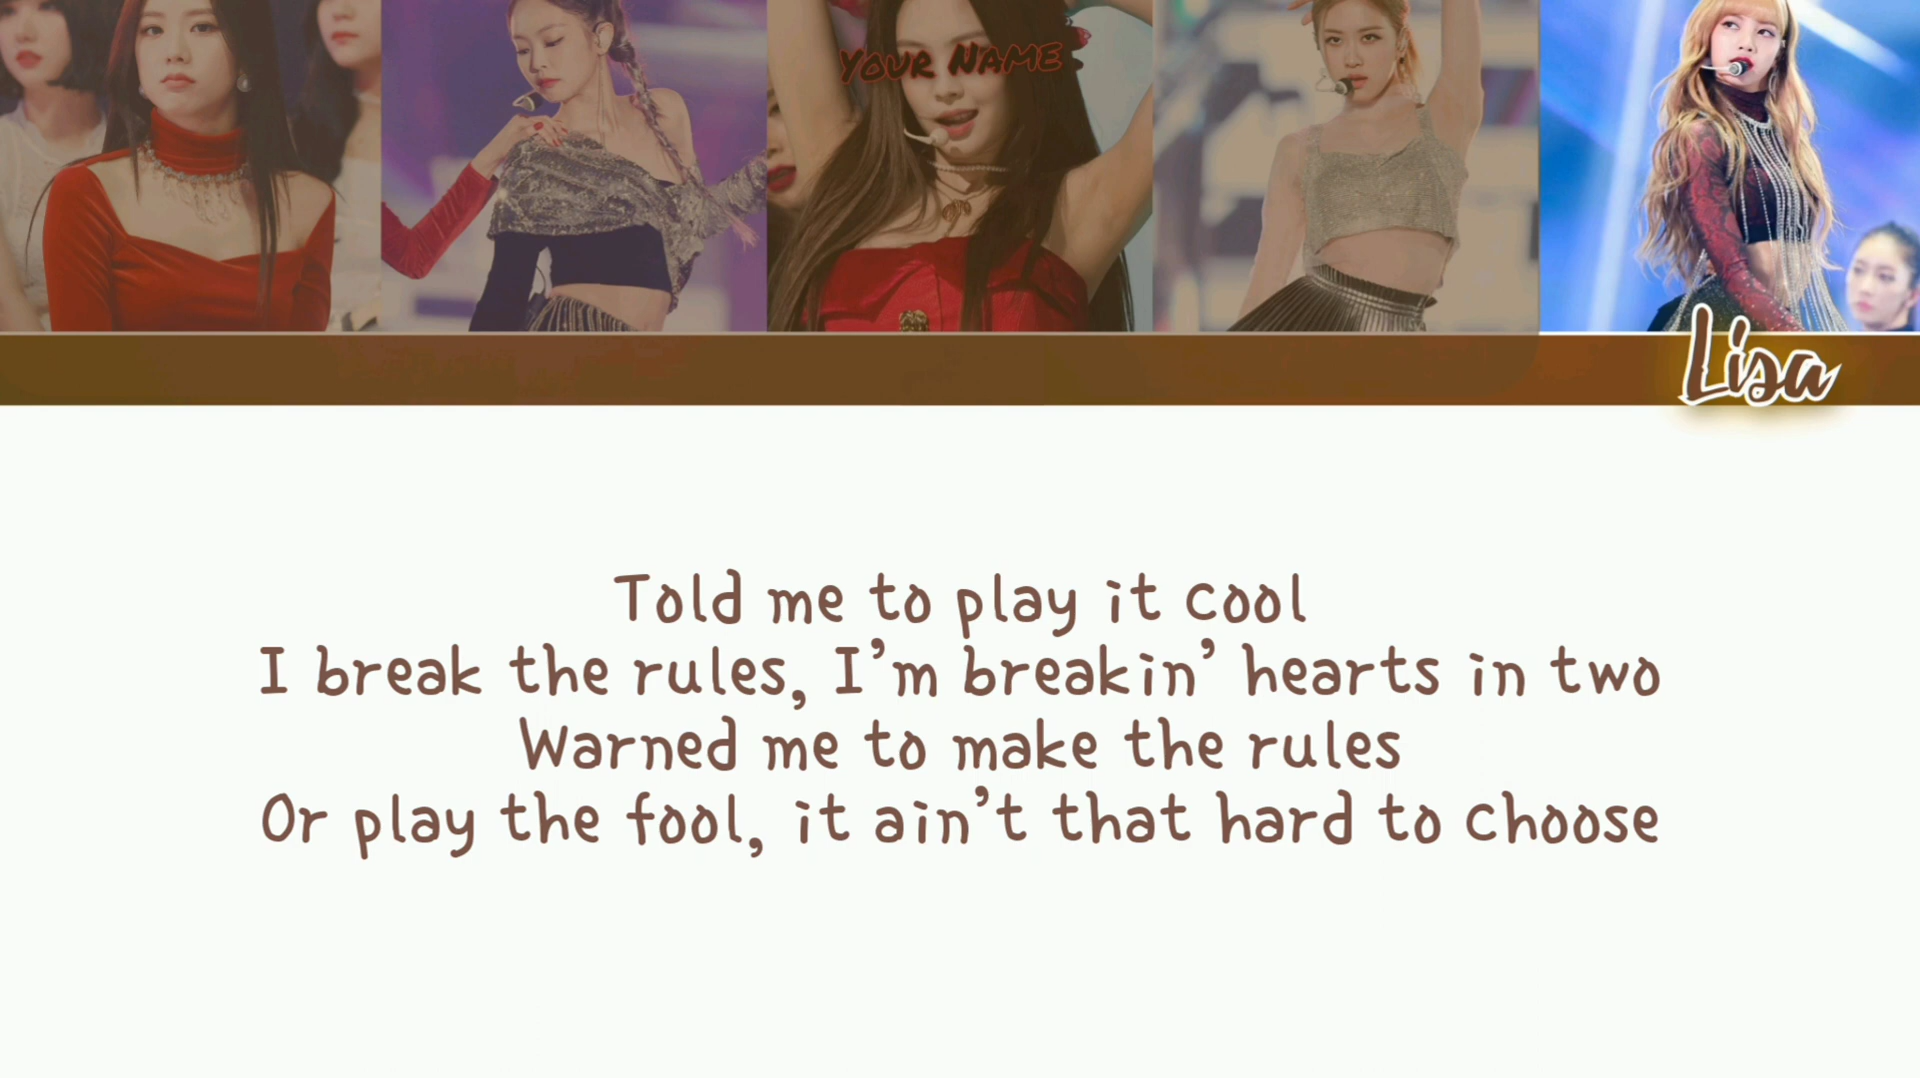 Your Name
Lisa
Told me to play it cool
I break the rules, I'm breakin' hearts in two
Warned me to make the rules
Or play the fool, it ain't that hard to choose